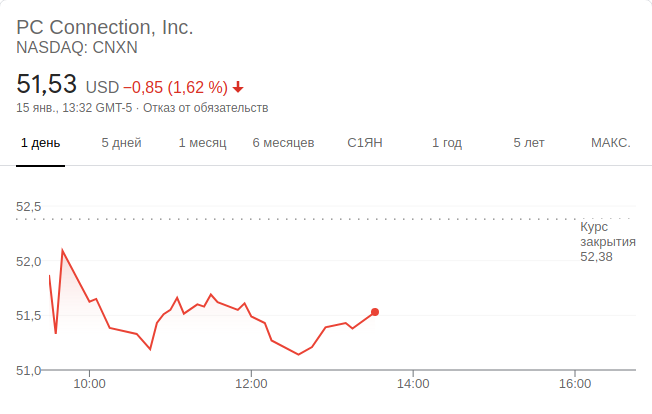 PC Connection, Inc.
NASDAQ: CNXN
51,53 USD −0,85 (1,62 %)
15 янв., 13:32 GMT-5 · Отказ от обязательств
1 день 5 дней 1 месяц 6 месяцев С1ЯН 1 год 5 лет МАКС.
52,5
Курс
закрытия
52,38
52,0
51,5
51,0
10:00 12:00 14:00 16:00